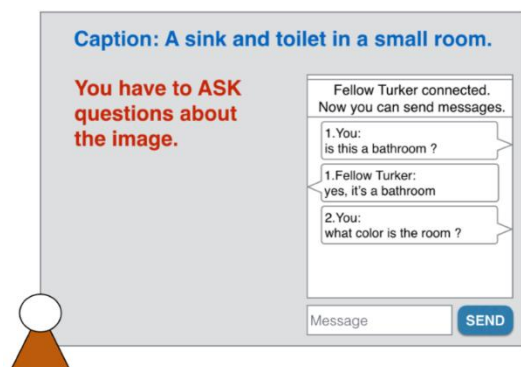 Caption: A sink and toilet in a small room.
You have to ASK
questions about
the image.
Fellow Turker connected.
Now you can send messages.
1.You:
is this a bathroom ?
1.Fellow Turker:
yes, it's a bathroom
2.You:
what color is the room ?
Message
SEND